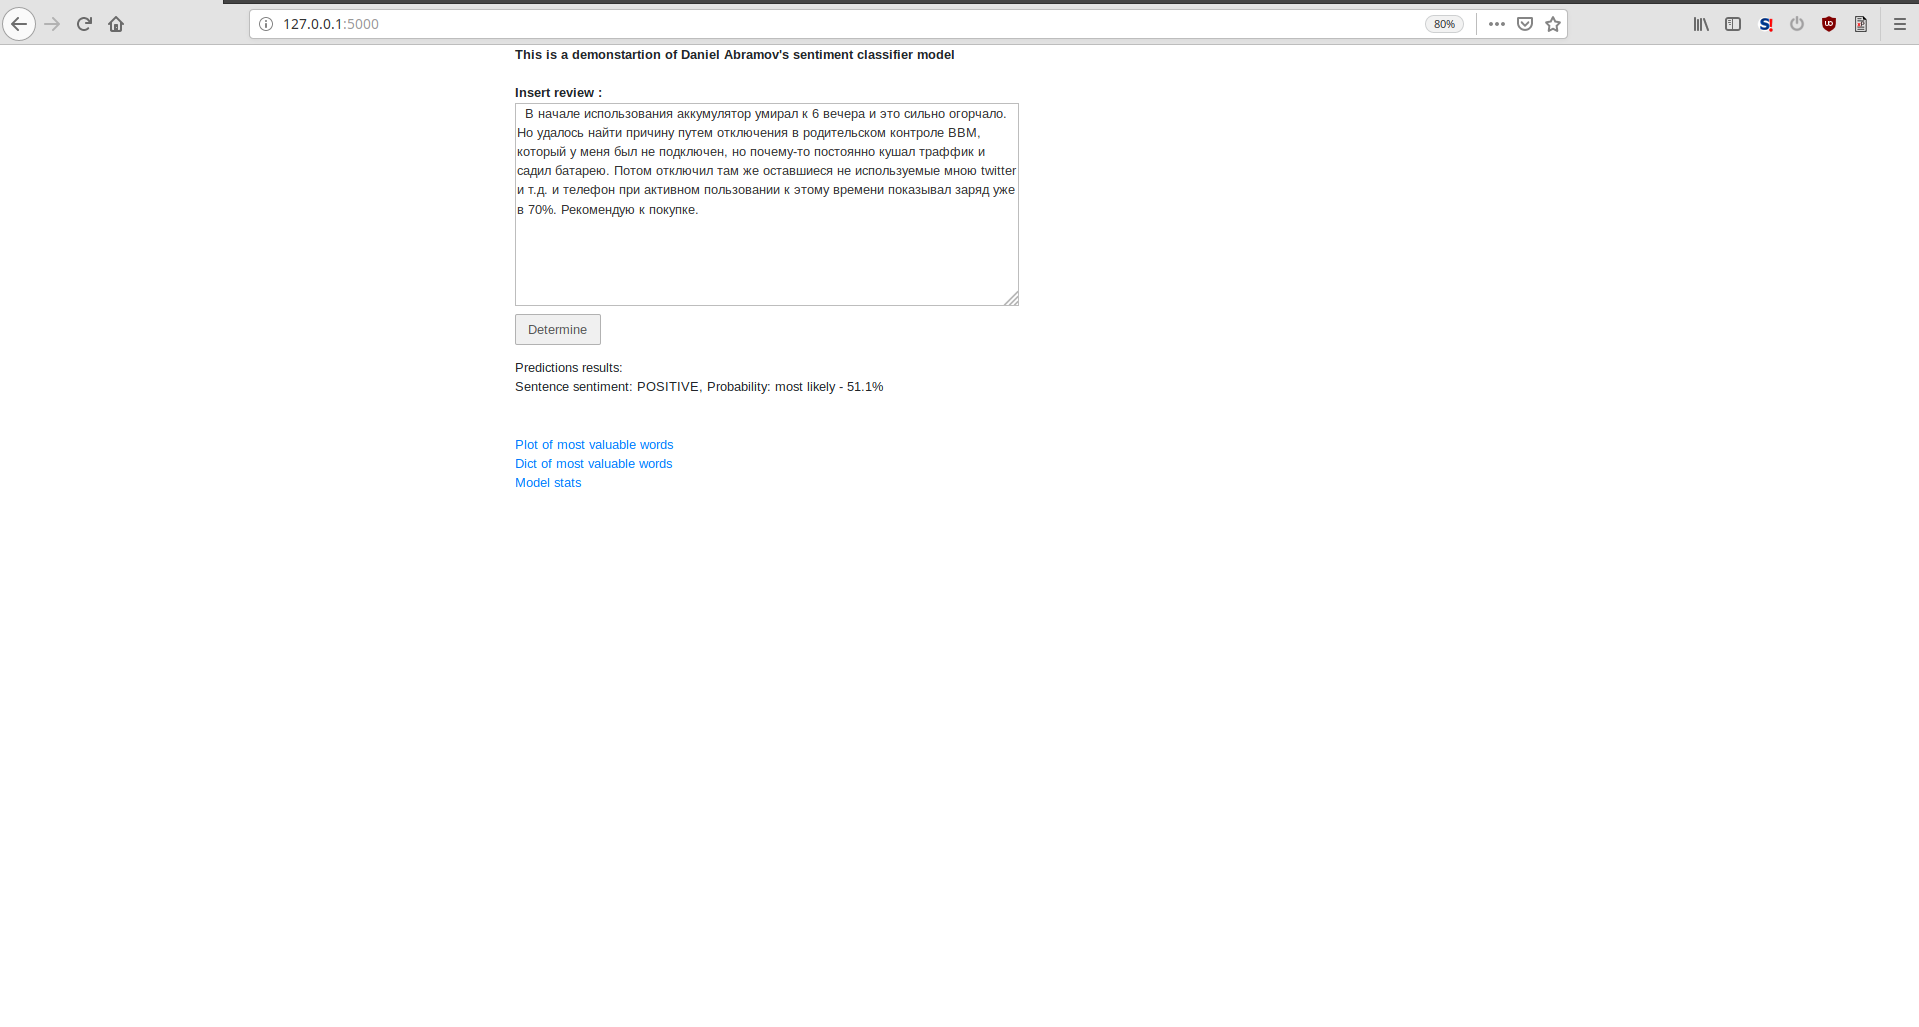 127.0.0.1:5000
80%
This is a demonstartion of Daniel Abramov's sentiment classifier model
Insert review :
В начале использования аккумулятор умирал к 6 вечера и это сильно огорчало.
Но удалось найти причину путем отключения в родительском контроле BBM,
который у меня был не подключен, но почему-то постоянно кушал траффик и
садил батарею. Потом отключил там же оставшиеся не используемые мною twitter
и т.д. и телефон при активном пользовании к этому времени показывал заряд уже
в 70%. Рекомендую к покупке.
Determine
Predictions results:
Sentence sentiment: POSITIVE, Probability: most likely - 51.1%
Plot of most valuable words
Dict of most valuable words
Model stats